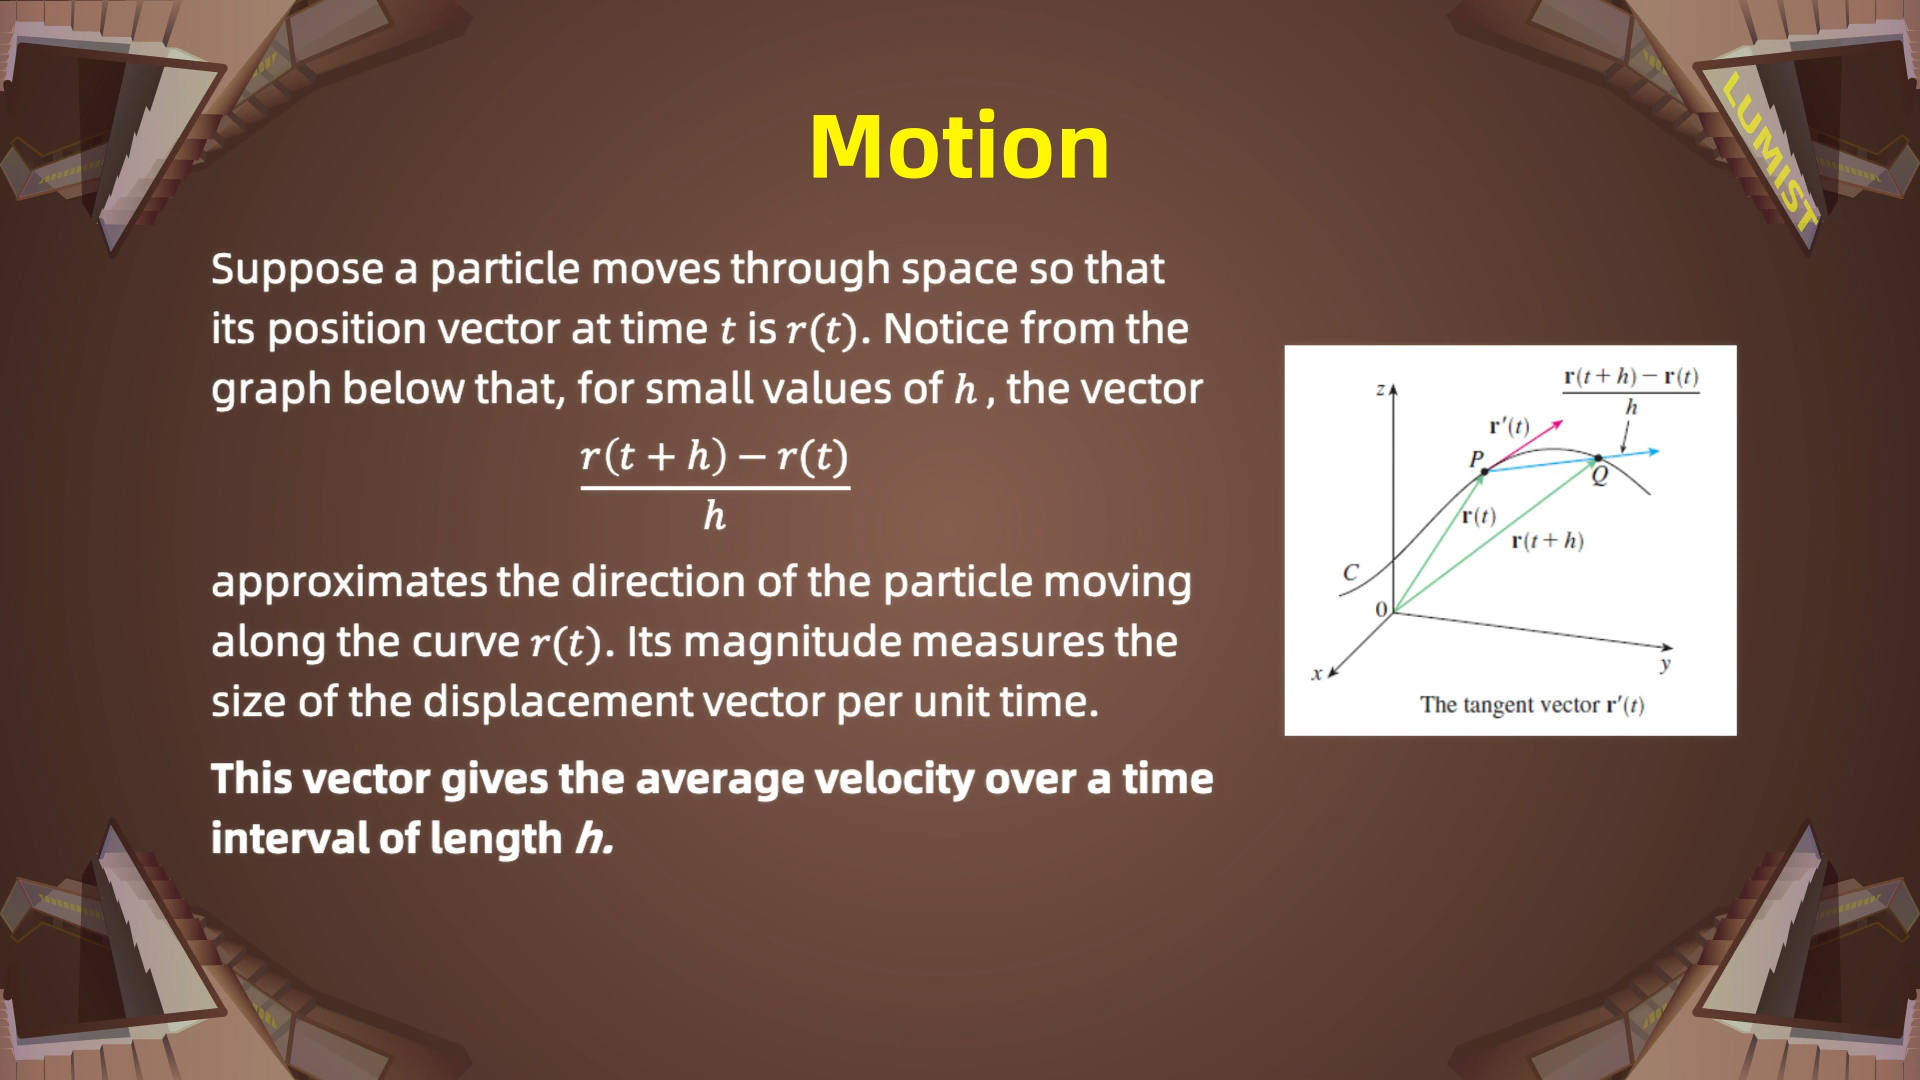 LUMIST
Motion
Suppose a particle moves through space so that
its position vector at time t is r(t). Notice from the
graph below that, for small values of h, the vector
r(t + h) − r(t)
h
approximates the direction of the particle moving
along the curve r(t). Its magnitude measures the
size of the displacement vector per unit time.
This vector gives the average velocity over a time
interval of length h.
r(t + h) − r(t)
h
z
r′(t)
P
Q
r(t)
r(t + h)
C
0
x
y
The tangent vector r′(t)